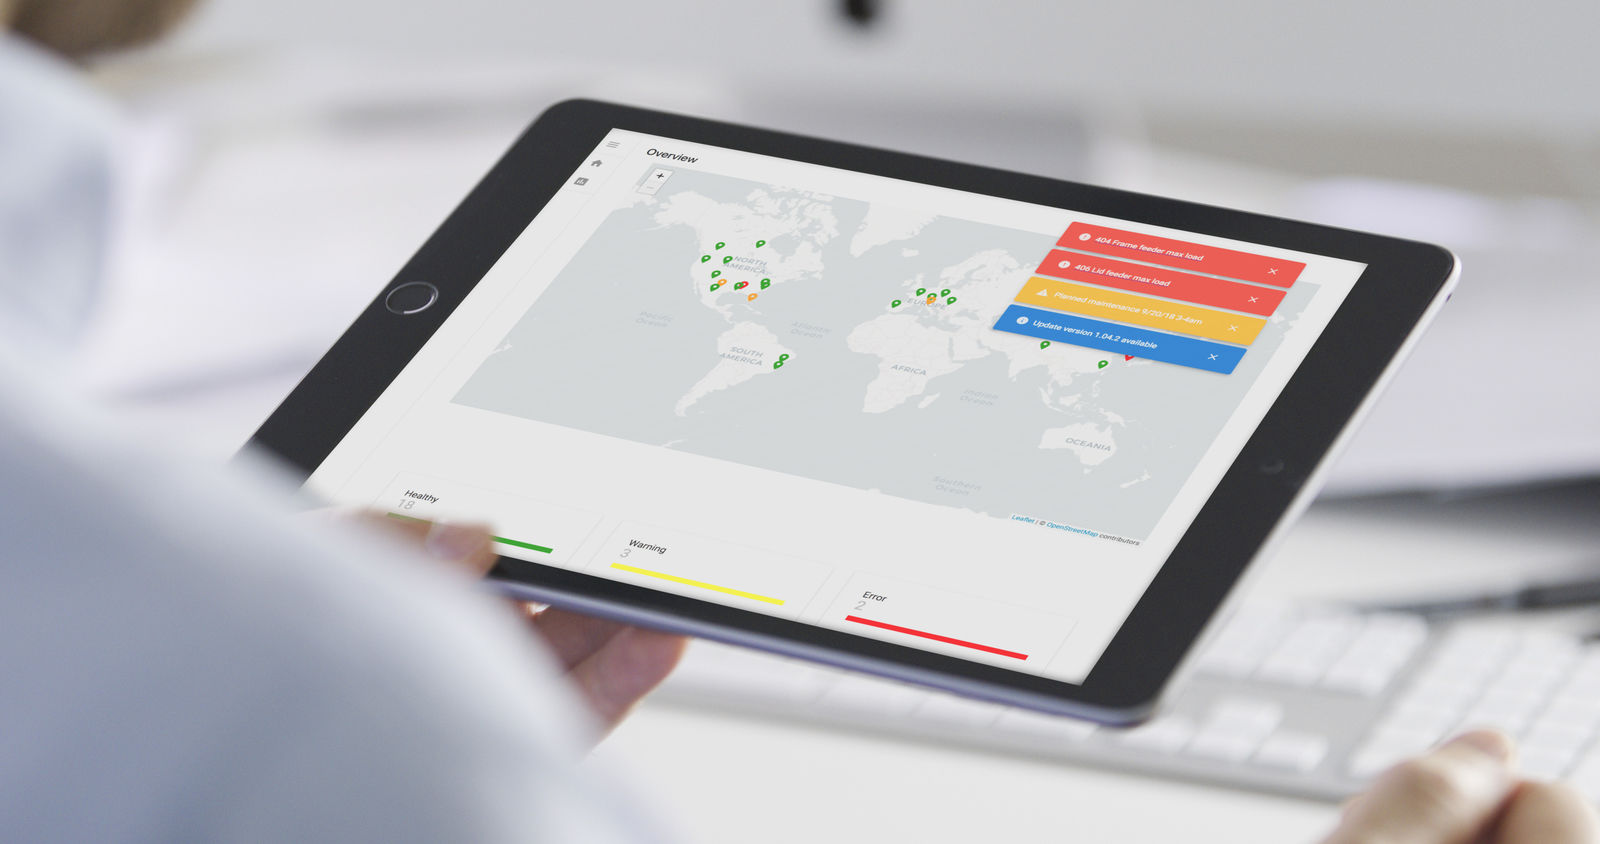 Overview
+
404 Frame feeder max load
406 Lid feeder max load
Planned maintenance 9/20/18 3-4am
Update version 1.04.2 available
NORTH
AMERICA
EUROPE
Pacific
Ocean
Atlantic
Ocean
SOUTH
AMERICA
AFRICA
Indian
Ocean
OCEANIA
Southern
Ocean
Leaflet | © OpenStreetMap contributors
Healthy
18
Warning
3
Error
2